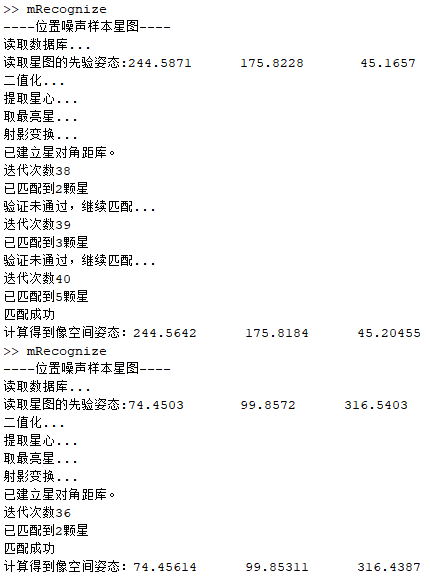 >> mRecognize
----位置噪声样本星图----
读取数据库...
读取星图的先验姿态:244.5871 175.8228 45.1657
二值化...
提取星心...
取最亮星...
射影变换...
已建立星对角距库。
迭代次数38
已匹配到2颗星
验证未通过，继续匹配...
迭代次数39
已匹配到3颗星
验证未通过，继续匹配...
迭代次数40
已匹配到5颗星
匹配成功
计算得到像空间姿态：244.5642 175.8184 45.20455
>> mRecognize
----位置噪声样本星图----
读取数据库...
读取星图的先验姿态:74.4503 99.8572 316.5403
二值化...
提取星心...
取最亮星...
射影变换...
已建立星对角距库。
迭代次数36
已匹配到2颗星
匹配成功
计算得到像空间姿态：74.45614 99.85311 316.4387